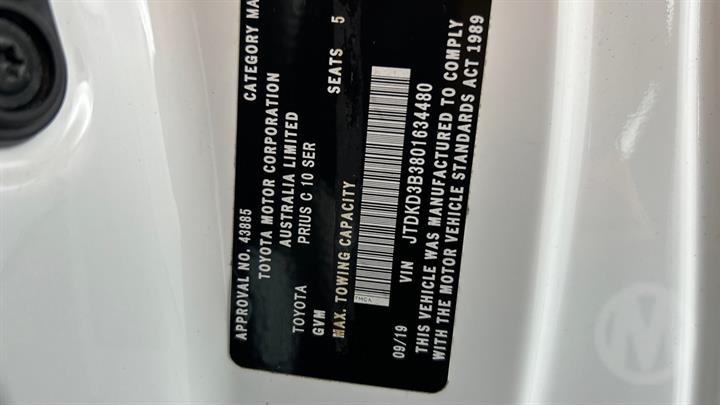 APPROVAL NO. 43885 CATEGORY MA
TOYOTA MOTOR CORPORATION
AUSTRALIA LIMITED
TOYOTA PRIUS C 10 SER
GVM SEATS 5
MAX. TOWING CAPACITY
TMCA
09/19 VIN JTDKD3B3801634480
THIS VEHICLE WAS MANUFACTURED TO COMPLY
WITH THE MOTOR VEHICLE STANDARDS ACT 1989
M